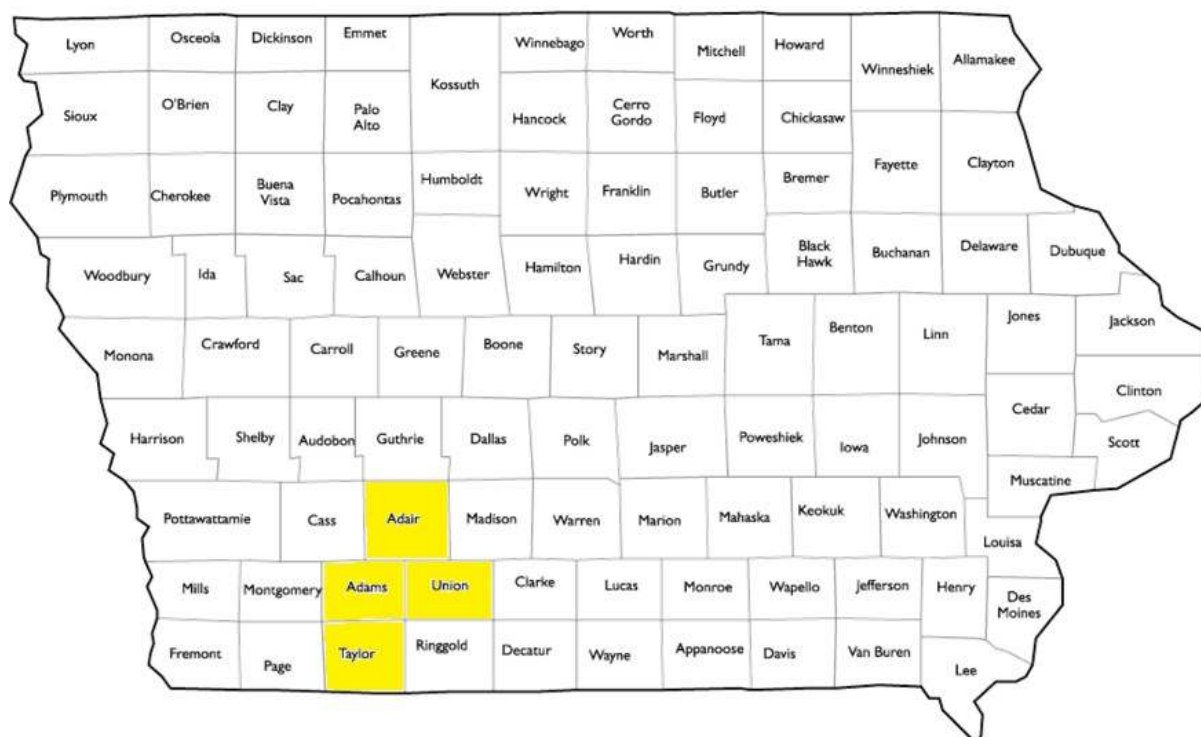 Lyon
Osceola
Dickinson
Emmet
Kossuth
Winnebago
Worth
Mitchell
Howard
Winneshiek
Allamakee
Sioux
O'Brien
Clay
Palo
Alto
Hancock
Cerro
Gordo
Floyd
Chickasaw
Fayette
Clayton
Plymouth
Cherokee
Buena
Vista
Pocahontas
Humboldt
Wright
Franklin
Butler
Bremer
Woodbury
Ida
Sac
Calhoun
Webster
Hamilton
Hardin
Grundy
Black
Hawk
Buchanan
Delaware
Dubuque
Monona
Crawford
Carroll
Greene
Boone
Story
Marshall
Tama
Benton
Linn
Jones
Jackson
Harrison
Shelby
Audobon
Guthrie
Dallas
Polk
Jasper
Poweshiek
Iowa
Johnson
Cedar
Clinton
Scott
Muscatine
Pottawattamie
Cass
Adair
Madison
Warren
Marion
Mahaska
Keokuk
Washington
Louisa
Mills
Montgomery
Adams
Union
Clarke
Lucas
Monroe
Wapello
Jefferson
Henry
Des
Moines
Fremont
Page
Taylor
Ringgold
Decatur
Wayne
Appanoose
Davis
Van Buren
Lee